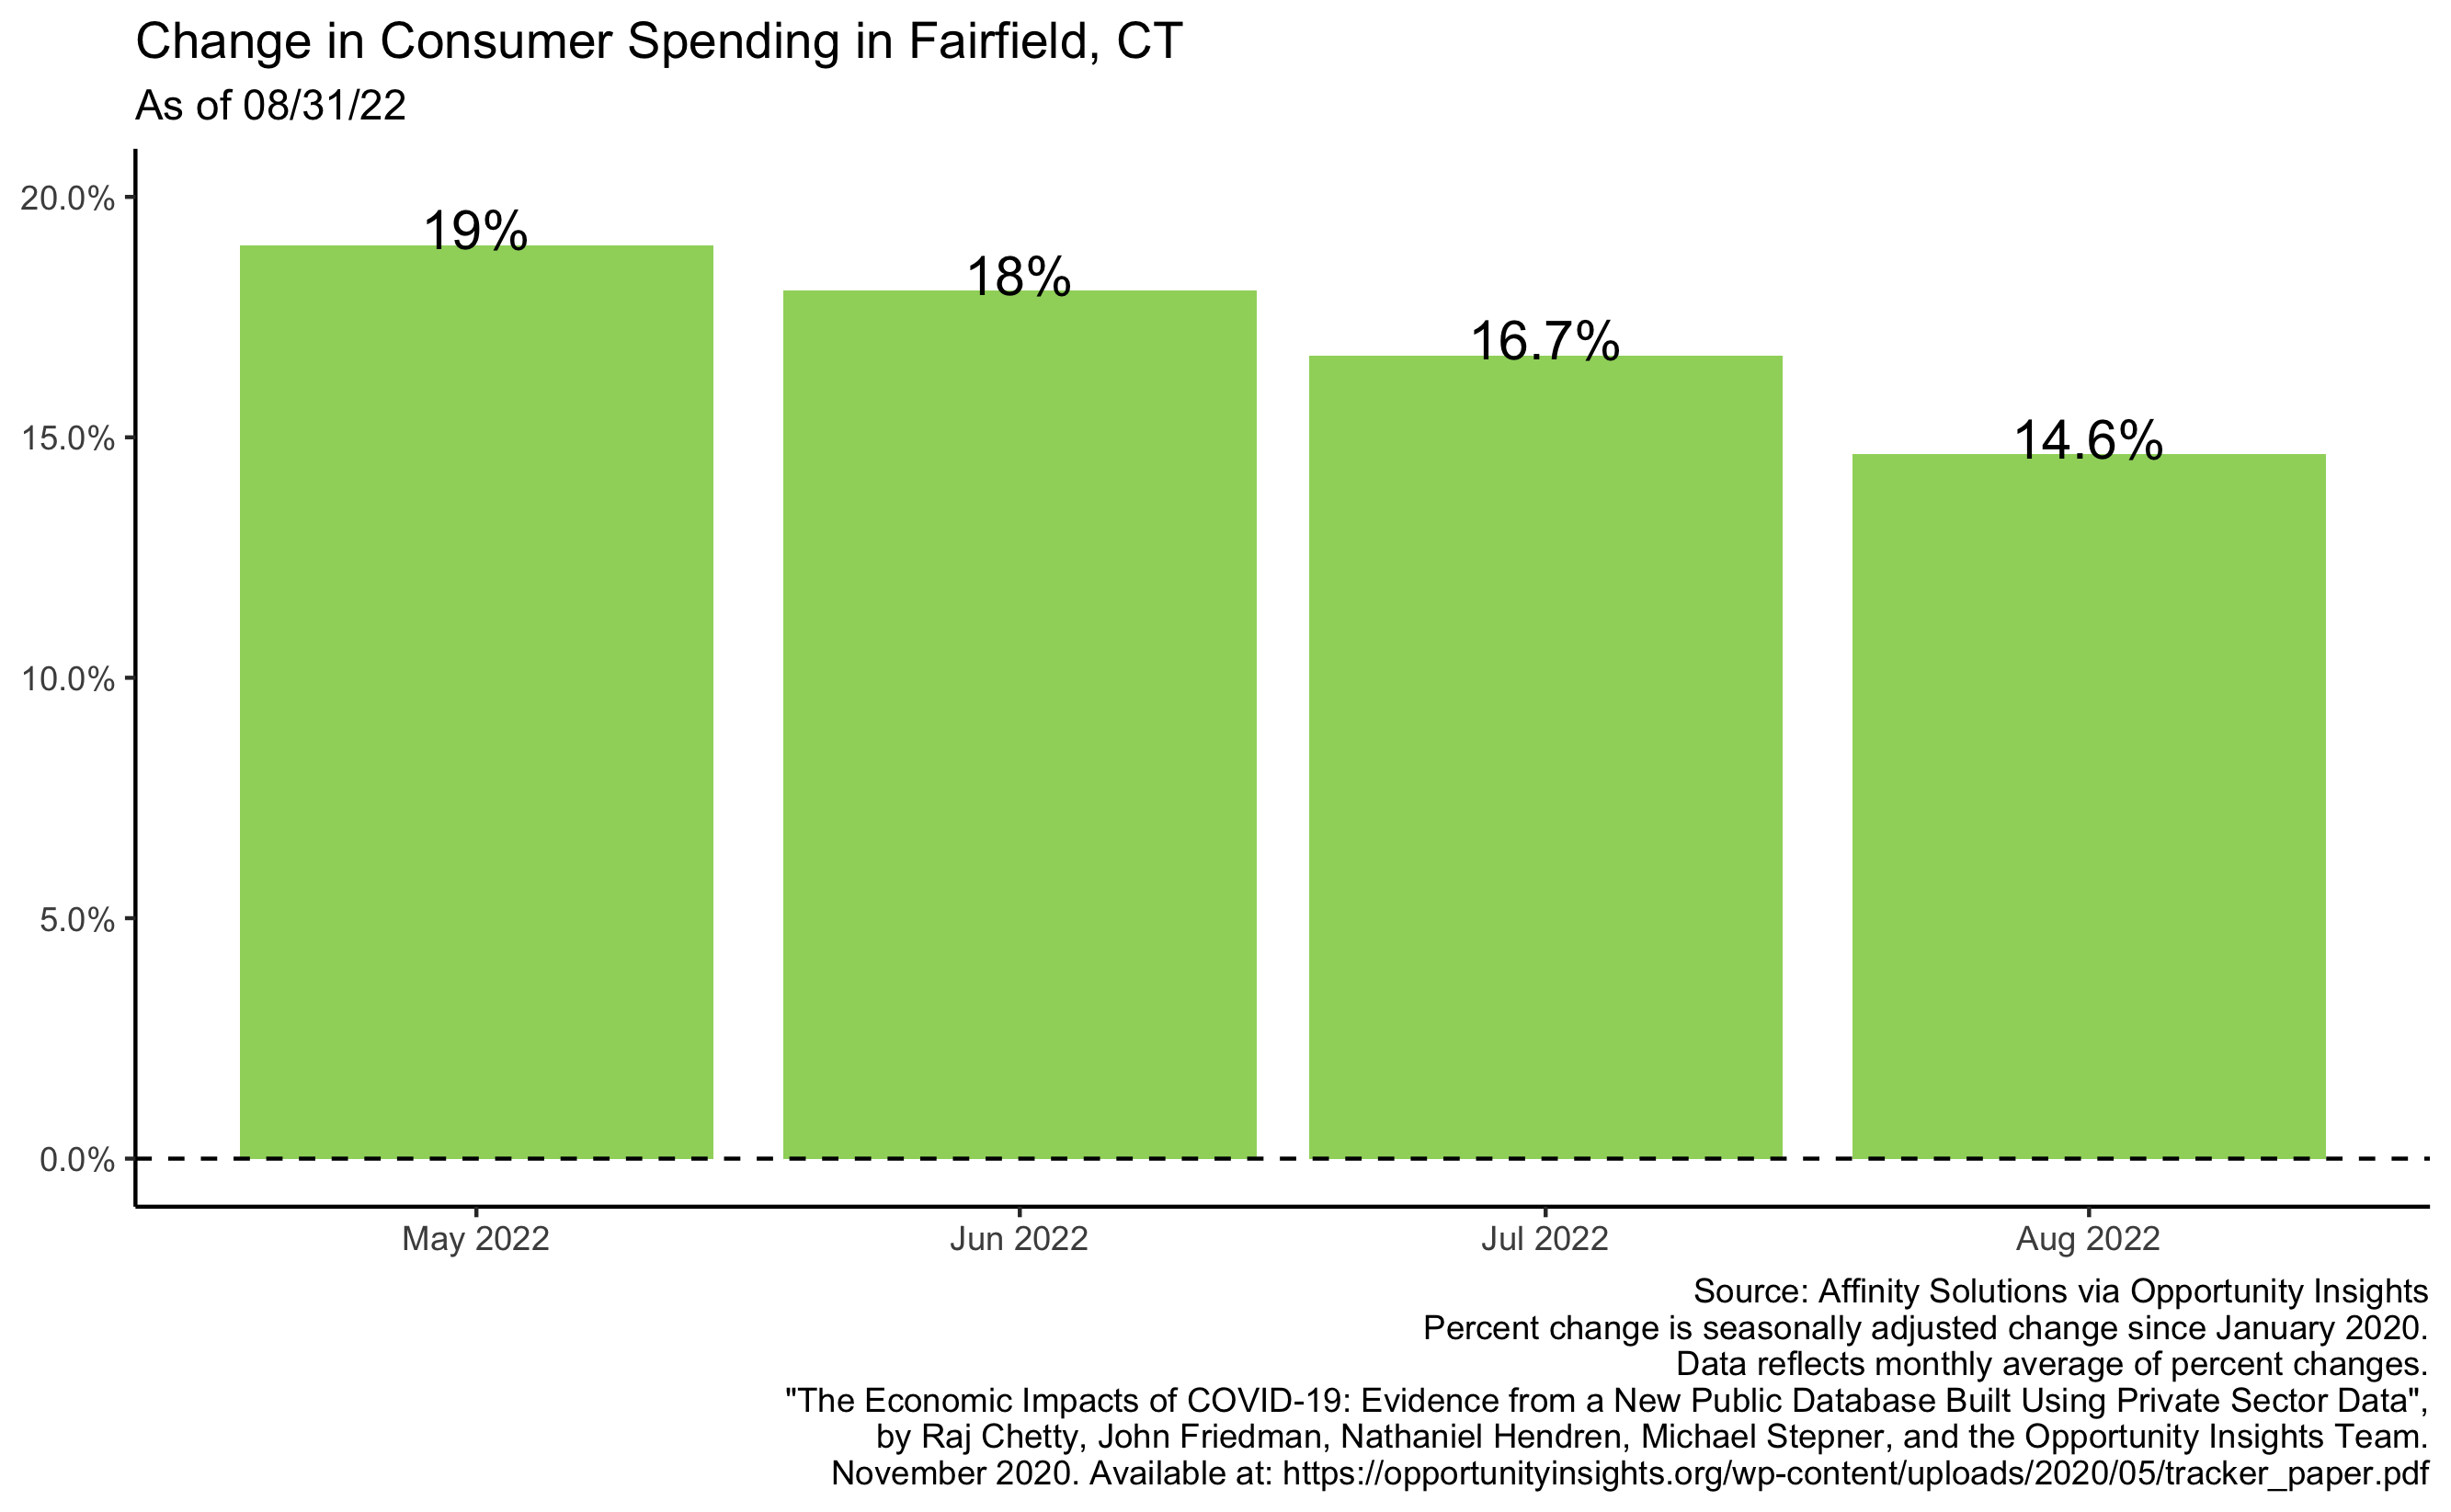 Change in Consumer Spending in Fairfield, CT
As of 08/31/22
20.0%
15.0%
10.0%
5.0%
0.0%
19%
18%
16.7%
14.6%
May 2022
Jun 2022
Jul 2022
Aug 2022
Source: Affinity Solutions via Opportunity Insights
Percent change is seasonally adjusted change since January 2020.
Data reflects monthly average of percent changes.
"The Economic Impacts of COVID-19: Evidence from a New Public Database Built Using Private Sector Data",
by Raj Chetty, John Friedman, Nathaniel Hendren, Michael Stepner, and the Opportunity Insights Team.
November 2020. Available at: https://opportunityinsights.org/wp-content/uploads/2020/05/tracker_paper.pdf